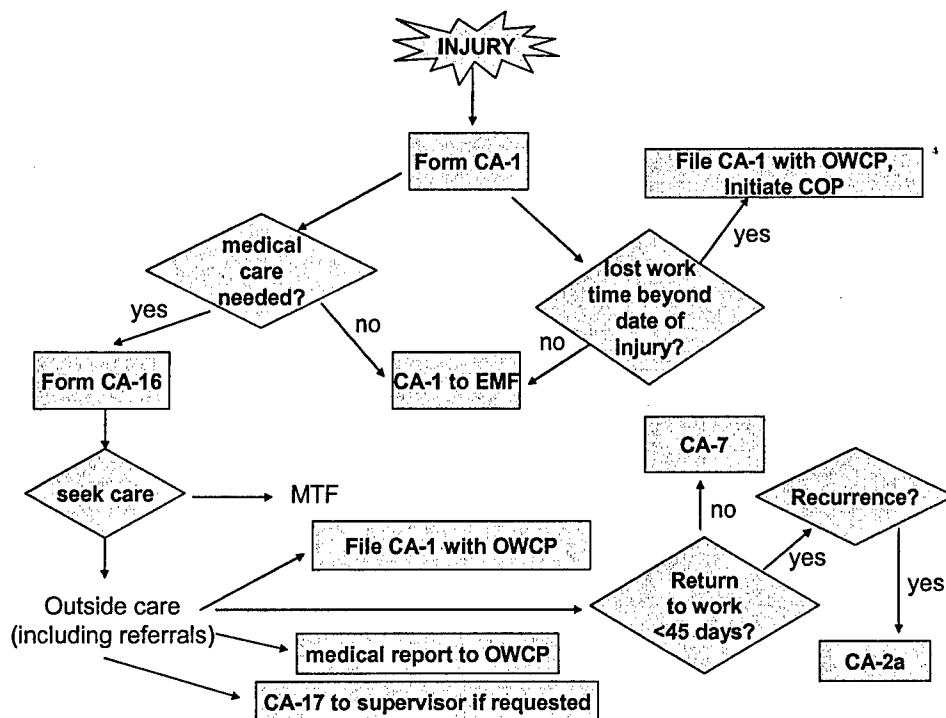 INJURY
Form CA-1
File CA-1 with OWCP,
Initiate COP
yes
medical
care
needed?
lost work
time beyond
date of
Injury?
yes
no
no
Form CA-16
CA-1 to EMF
CA-7
seek care
MTF
no
Recurrence?
File CA-1 with OWCP
yes
Return
to work
<45 days?
yes
Outside care
(including referrals)
medical report to OWCP
CA-2a
CA-17 to supervisor if requested